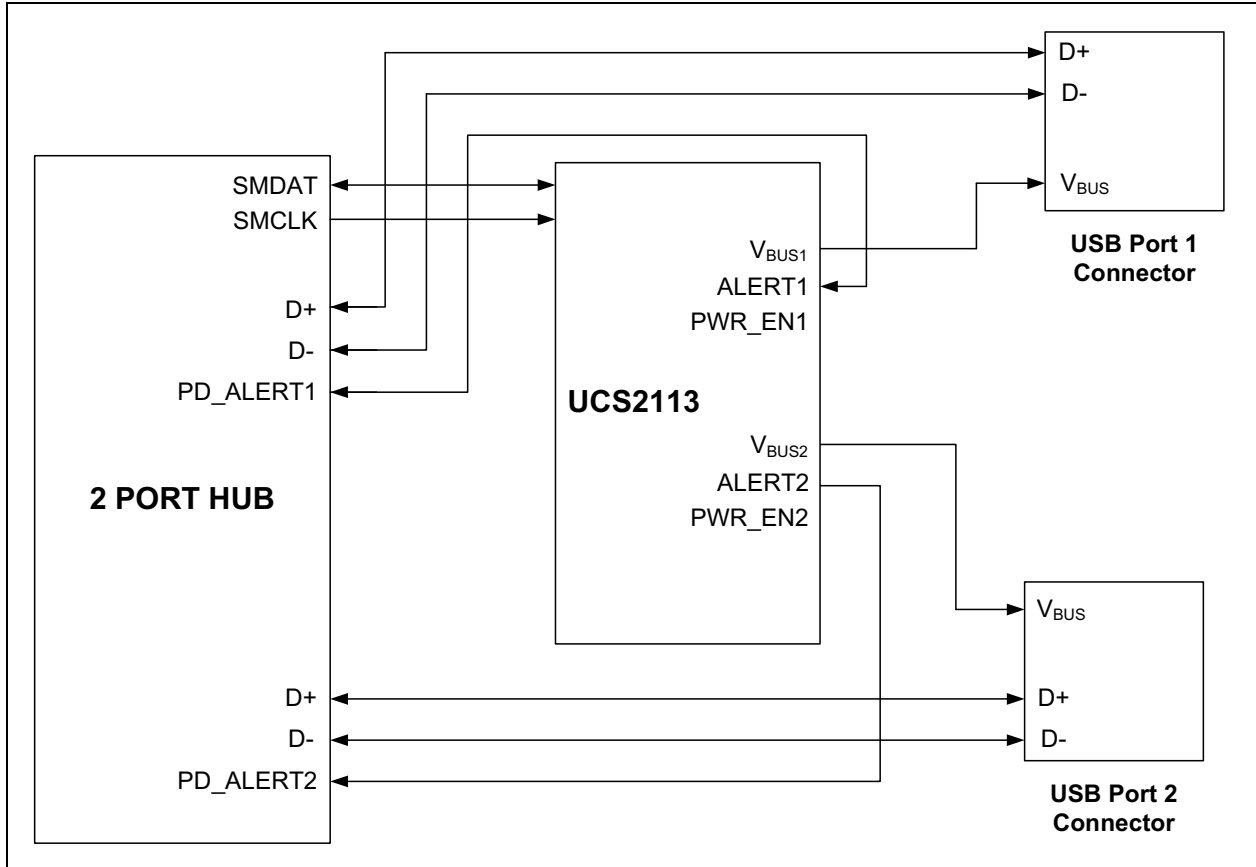 D+
D-
VBUS
USB Port 1
Connector
SMDAT
SMCLK
D+
D-
PD_ALERT1
2 PORT HUB
D+
D-
PD_ALERT2
VBUS1
ALERT1
PWR_EN1
UCS2113
VBUS2
ALERT2
PWR_EN2
VBUS
D+
D-
USB Port 2
Connector